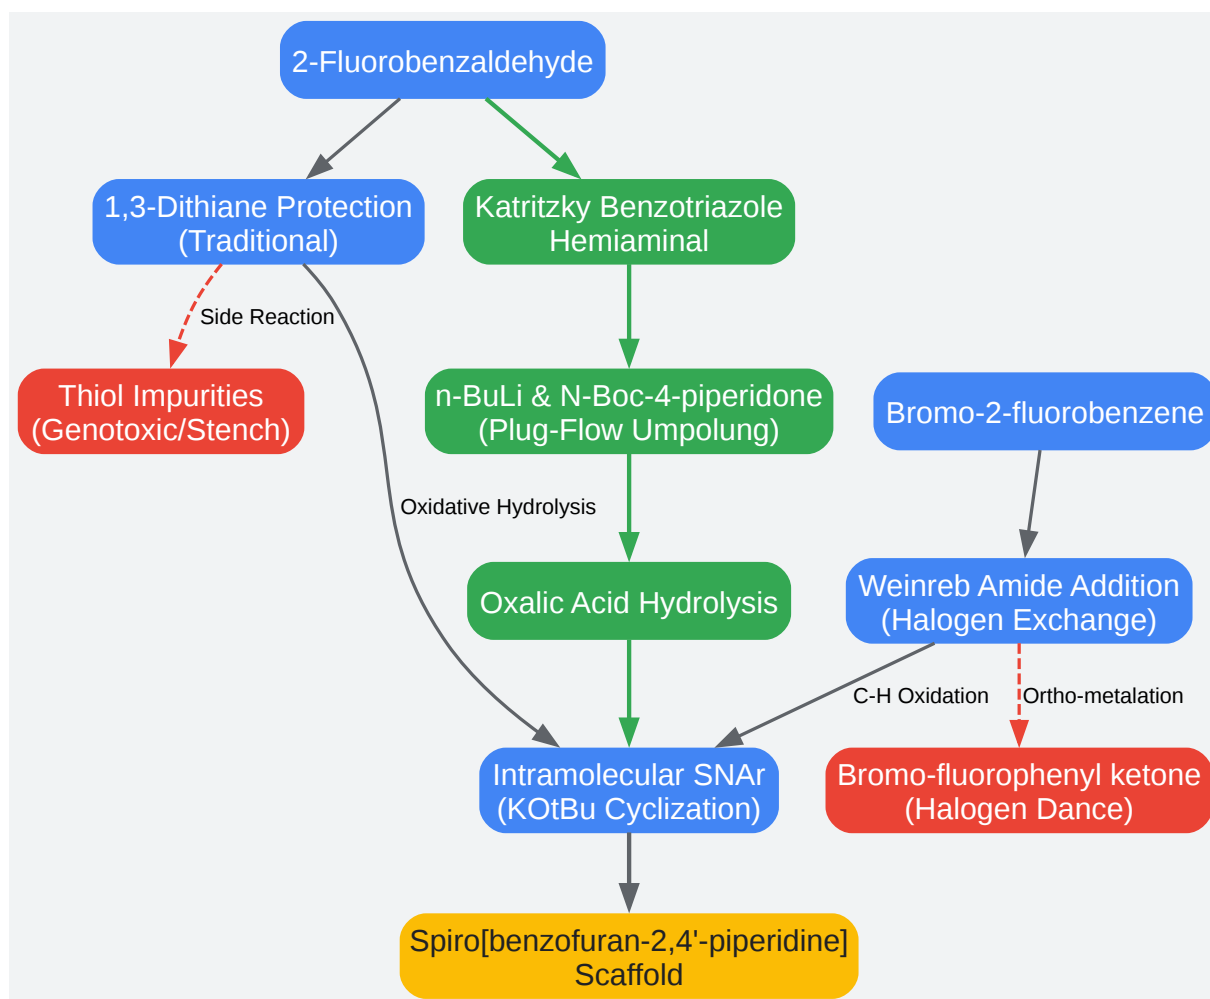 2-Fluorobenzaldehyde
1,3-Dithiane Protection
(Traditional)
Katritzky Benzotriazole
Hemiaminal
Side Reaction
Thiol Impurities
(Genotoxic/Stench)
n-BuLi & N-Boc-4-piperidone
(Plug-Flow Umpolung)
Bromo-2-fluorobenzene
Oxidative Hydrolysis
Oxalic Acid Hydrolysis
Weinreb Amide Addition
(Halogen Exchange)
C-H Oxidation
Ortho-metalation
Intramolecular SNAr
(KOtBu Cyclization)
Bromo-fluorophenyl ketone
(Halogen Dance)
Spiro[benzofuran-2,4'-piperidine]
Scaffold